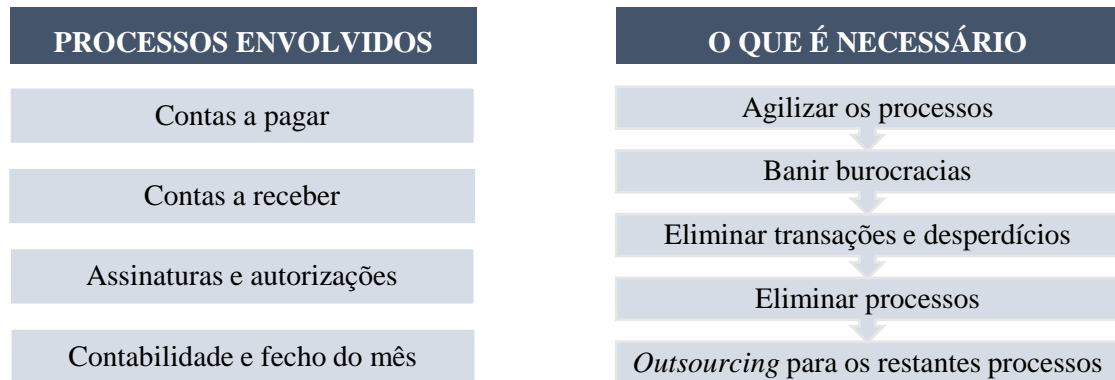 PROCESSOS ENVOLVIDOS
Contas a pagar
Contas a receber
Assinaturas e autorizações
Contabilidade e fecho do mês
O QUE É NECESSÁRIO
Agilizar os processos
Banir burocracias
Eliminar transações e desperdícios
Eliminar processos
Outsourcing para os restantes processos